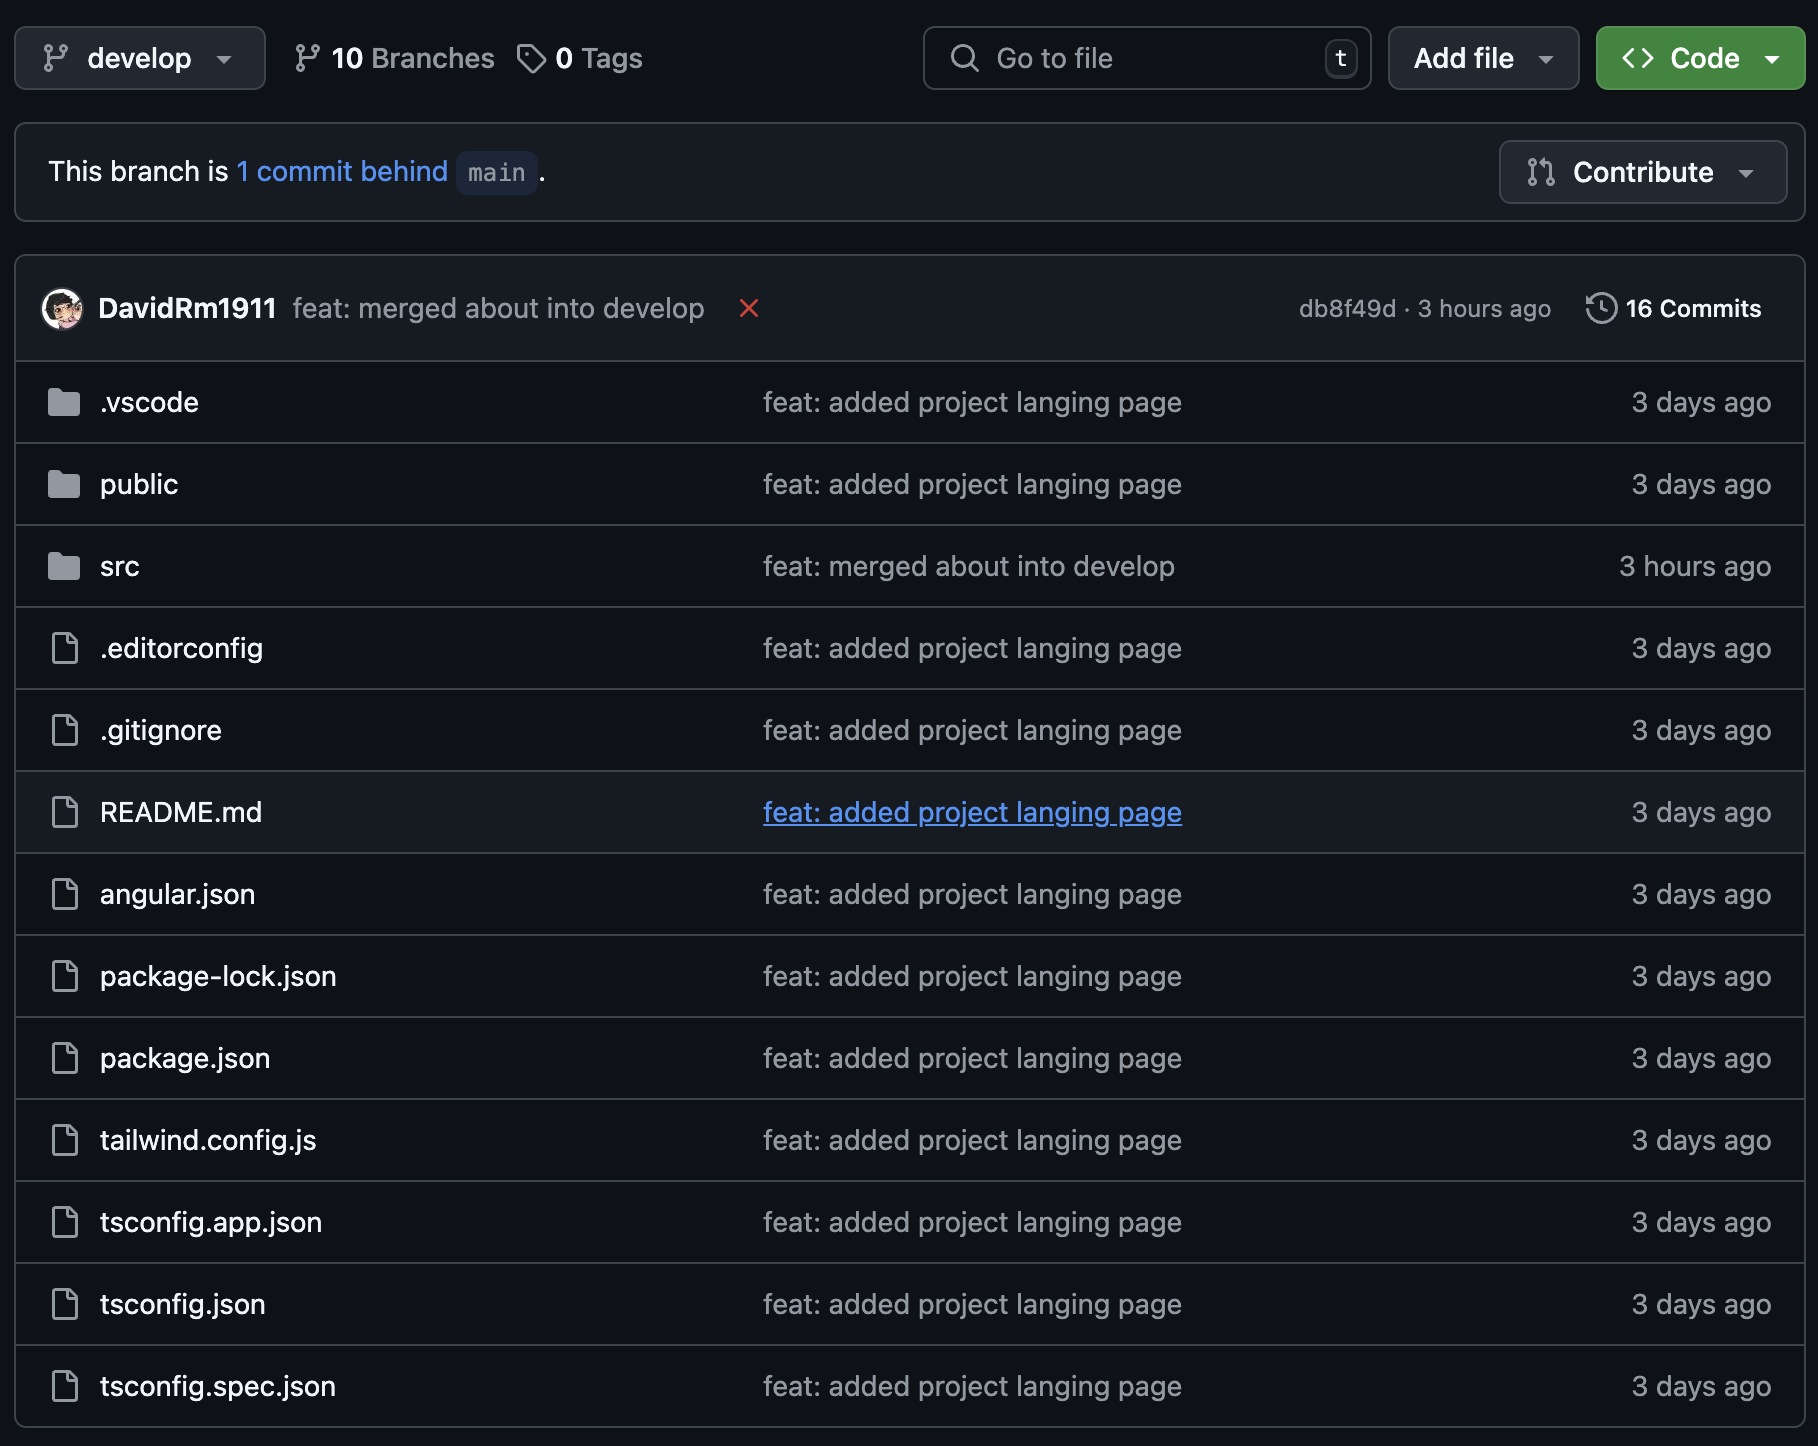 develop 10 Branches 0 Tags Go to file t Add file Code
This branch is 1 commit behind main .
Contribute
DavidRm1911 feat: merged about into develop db8f49d · 3 hours ago 16 Commits
.vscode feat: added project langing page 3 days ago
public feat: added project langing page 3 days ago
src feat: merged about into develop 3 hours ago
.editorconfig feat: added project langing page 3 days ago
.gitignore feat: added project langing page 3 days ago
README.md feat: added project langing page 3 days ago
angular.json feat: added project langing page 3 days ago
package-lock.json feat: added project langing page 3 days ago
package.json feat: added project langing page 3 days ago
tailwind.config.js feat: added project langing page 3 days ago
tsconfig.app.json feat: added project langing page 3 days ago
tsconfig.json feat: added project langing page 3 days ago
tsconfig.spec.json feat: added project langing page 3 days ago